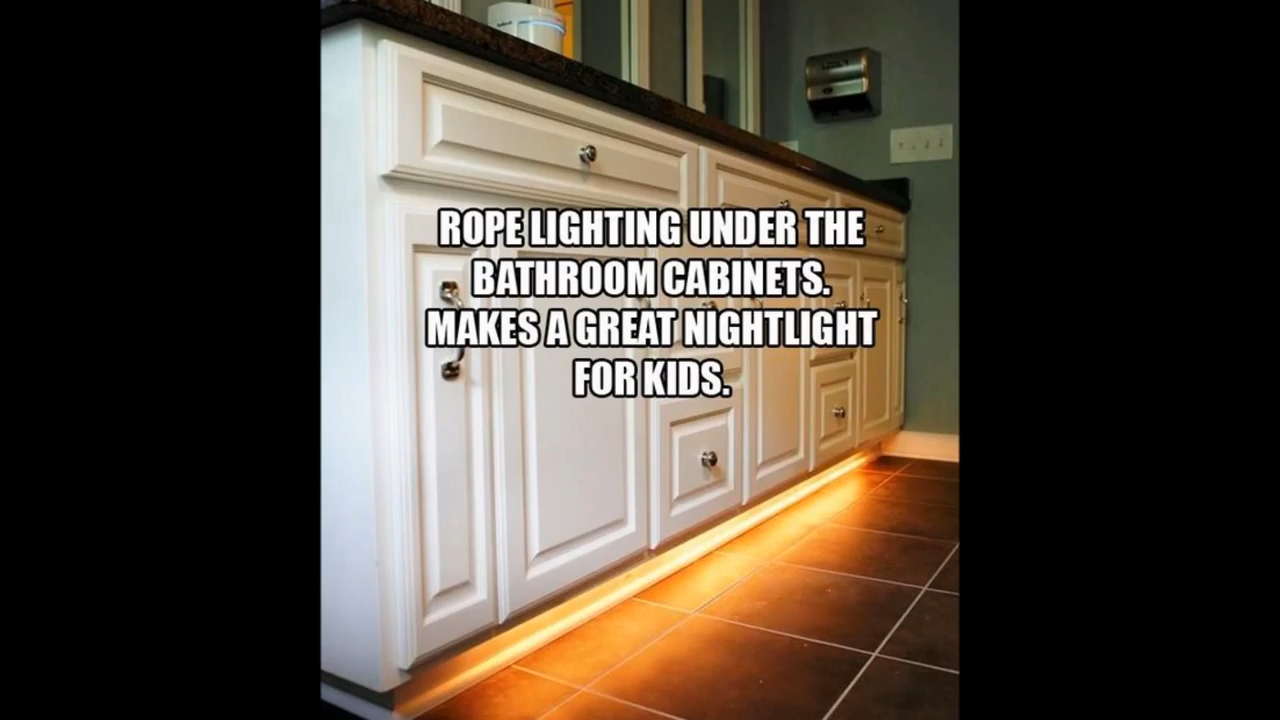 ROPE LIGHTING UNDER THE
BATHROOM CABINETS.
MAKES A GREAT NIGHTLIGHT
FOR KIDS.